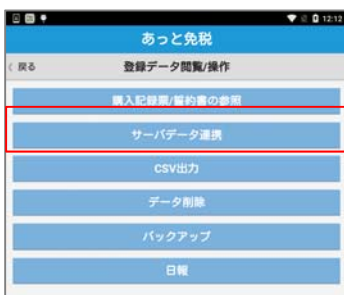 12:12
あっと免税
戻る
登録データ閲覧/操作
購入記録票/誓約書の参照
サーバデータ連携
CSV出力
データ削除
バックアップ
日報